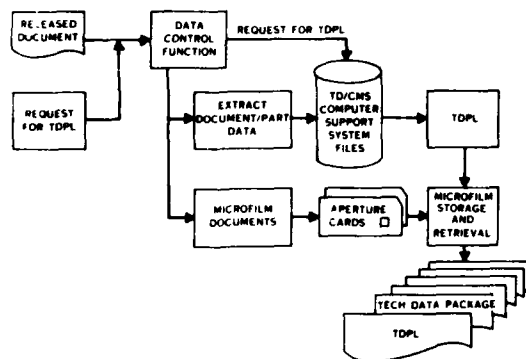 RELEASED
DOCUMENT
DATA
CONTROL
FUNCTION
REQUEST FOR TDPL
REQUEST
FOR TDPL
EXTRACT
DOCUMENT/PART
DATA
TD/CMS
COMPUTER
SUPPORT
SYSTEM
FILES
TDPL
MICROFILM
DOCUMENTS
APERTURE
CARDS
MICROFILM
STORAGE
AND
RETRIEVAL
TECH DATA PACKAGE
TDPL